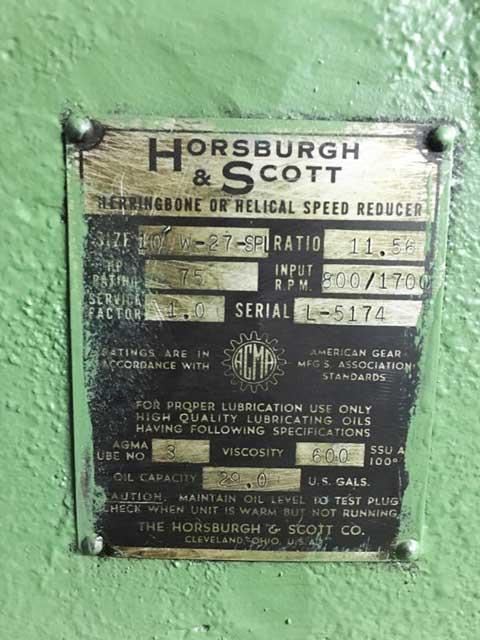 HORSBURGH
& SCOTT
HERRINGBONE OR HELICAL SPEED REDUCER
SIZE 10 W-27-SPL RATIO 11.56
HP RATING 75 INPUT R.P.M. 800/1700
SERVICE FACTOR 1.0 SERIAL L-5174
RATINGS ARE IN ACCORDANCE WITH
AGMA
AMERICAN GEAR MFG'S. ASSOCIATION STANDARDS
FOR PROPER LUBRICATION USE ONLY
HIGH QUALITY LUBRICATING OILS
HAVING FOLLOWING SPECIFICATIONS
AGMA LUBE NO 3 VISCOSITY 600 SSU A 100°
OIL CAPACITY 29.0 U.S. GALS.
CAUTION. MAINTAIN OIL LEVEL TO TEST PLUG
CHECK WHEN UNIT IS WARM BUT NOT RUNNING
THE HORSBURGH & SCOTT CO.
CLEVELAND, OHIO, U.S.A.